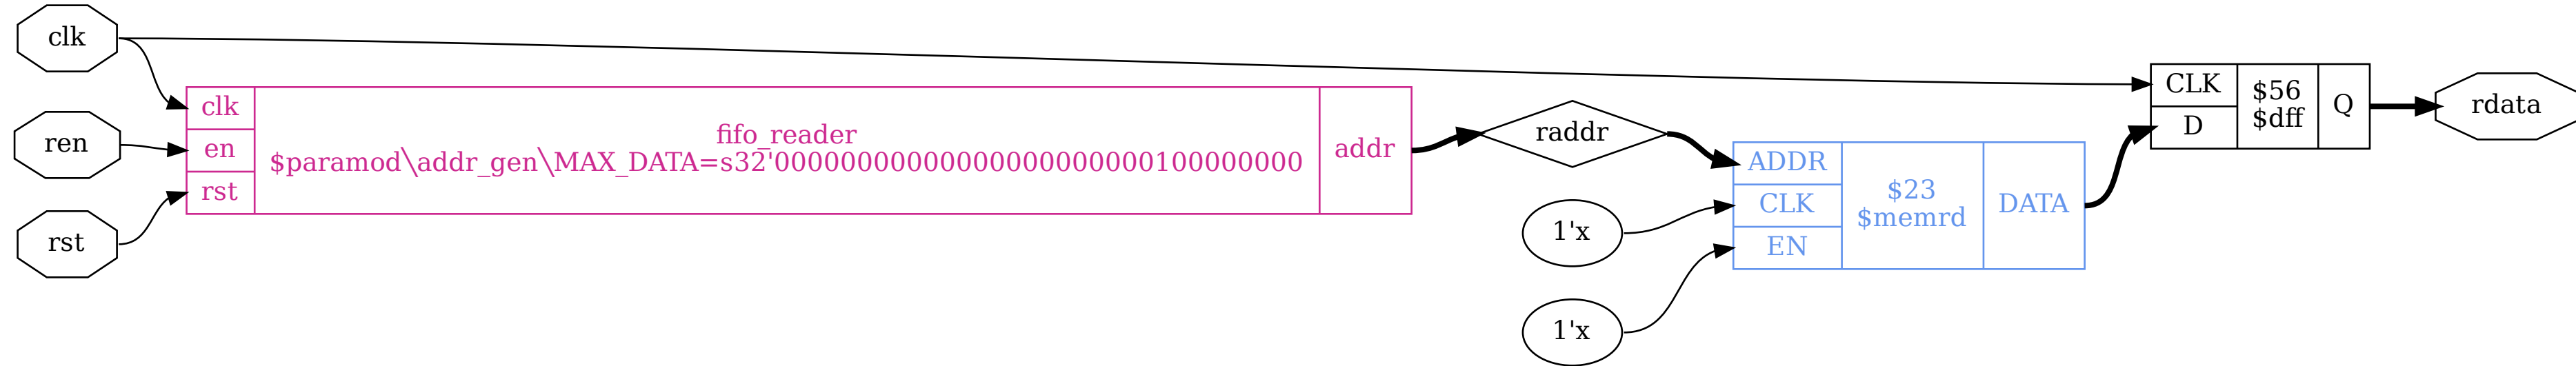 clk
ren
rst
clk
en
rst
fifo_reader
$paramod\addr_gen\MAX_DATA=s32'00000000000000000000000100000000
addr
raddr
1'x
1'x
ADDR
CLK
EN
$23
$memrd
DATA
CLK
D
$56
$dff
Q
rdata